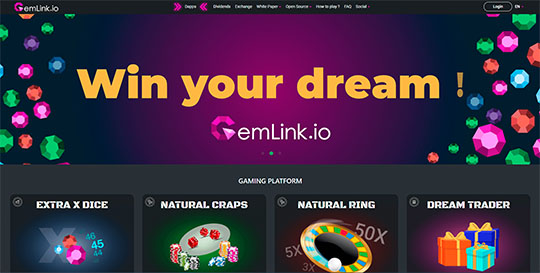 GemLink.io
Dapps Dividends Exchange White Paper Open Source How to play ? FAQ Social Login EN
Win your dream !
GemLink.io
GAMING PLATFORM
EXTRA X DICE NATURAL CRAPS NATURAL RING DREAM TRADER
X 46 45 44
5X 3X 50X